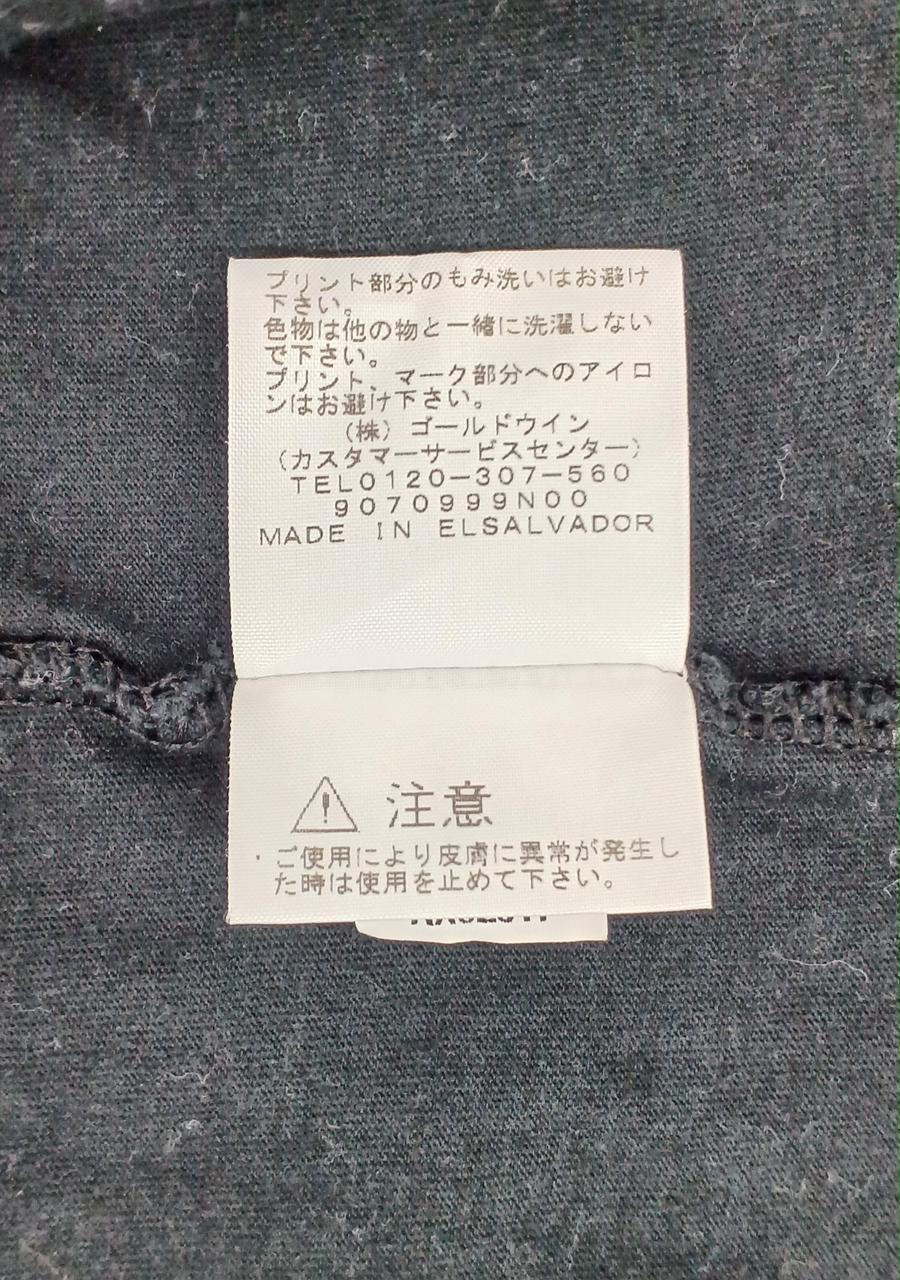 プリント部分のもみ洗いはお避け
下さい。
色物は他の物と一緒に洗濯しない
で下さい。
プリント、マーク部分へのアイロ
ンはお避け下さい。
(株)ゴールドウイン
(カスタマーサービスセンター)
TEL0120-307-560
9070999N00
MADE IN ELSALVADOR
注意
・ご使用により皮膚に異常が発生し
た時は使用を止めて下さい。